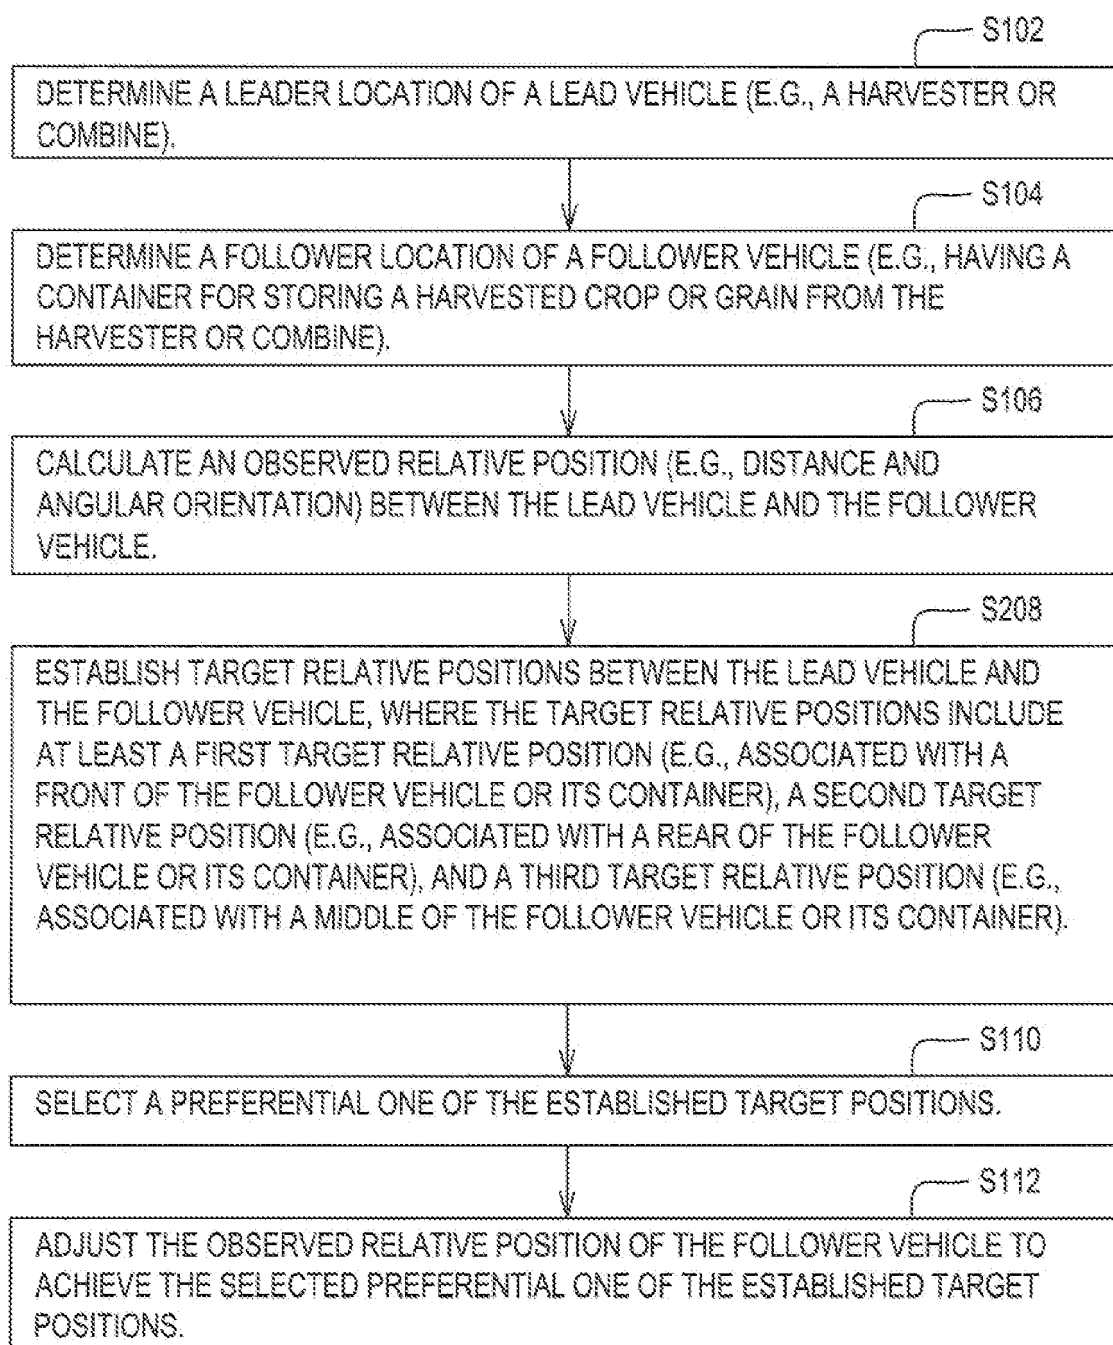 S102
DETERMINE A LEADER LOCATION OF A LEAD VEHICLE (E.G., A HARVESTER OR
COMBINE).
S104
DETERMINE A FOLLOWER LOCATION OF A FOLLOWER VEHICLE (E.G., HAVING A
CONTAINER FOR STORING A HARVESTED CROP OR GRAIN FROM THE
HARVESTER OR COMBINE).
S106
CALCULATE AN OBSERVED RELATIVE POSITION (E.G., DISTANCE AND
ANGULAR ORIENTATION) BETWEEN THE LEAD VEHICLE AND THE FOLLOWER
VEHICLE.
S208
ESTABLISH TARGET RELATIVE POSITIONS BETWEEN THE LEAD VEHICLE AND
THE FOLLOWER VEHICLE, WHERE THE TARGET RELATIVE POSITIONS INCLUDE
AT LEAST A FIRST TARGET RELATIVE POSITION (E.G., ASSOCIATED WITH A
FRONT OF THE FOLLOWER VEHICLE OR ITS CONTAINER), A SECOND TARGET
RELATIVE POSITION (E.G., ASSOCIATED WITH A REAR OF THE FOLLOWER
VEHICLE OR ITS CONTAINER), AND A THIRD TARGET RELATIVE POSITION (E.G.,
ASSOCIATED WITH A MIDDLE OF THE FOLLOWER VEHICLE OR ITS CONTAINER).
S110
SELECT A PREFERENTIAL ONE OF THE ESTABLISHED TARGET POSITIONS.
S112
ADJUST THE OBSERVED RELATIVE POSITION OF THE FOLLOWER VEHICLE TO
ACHIEVE THE SELECTED PREFERENTIAL ONE OF THE ESTABLISHED TARGET
POSITIONS.